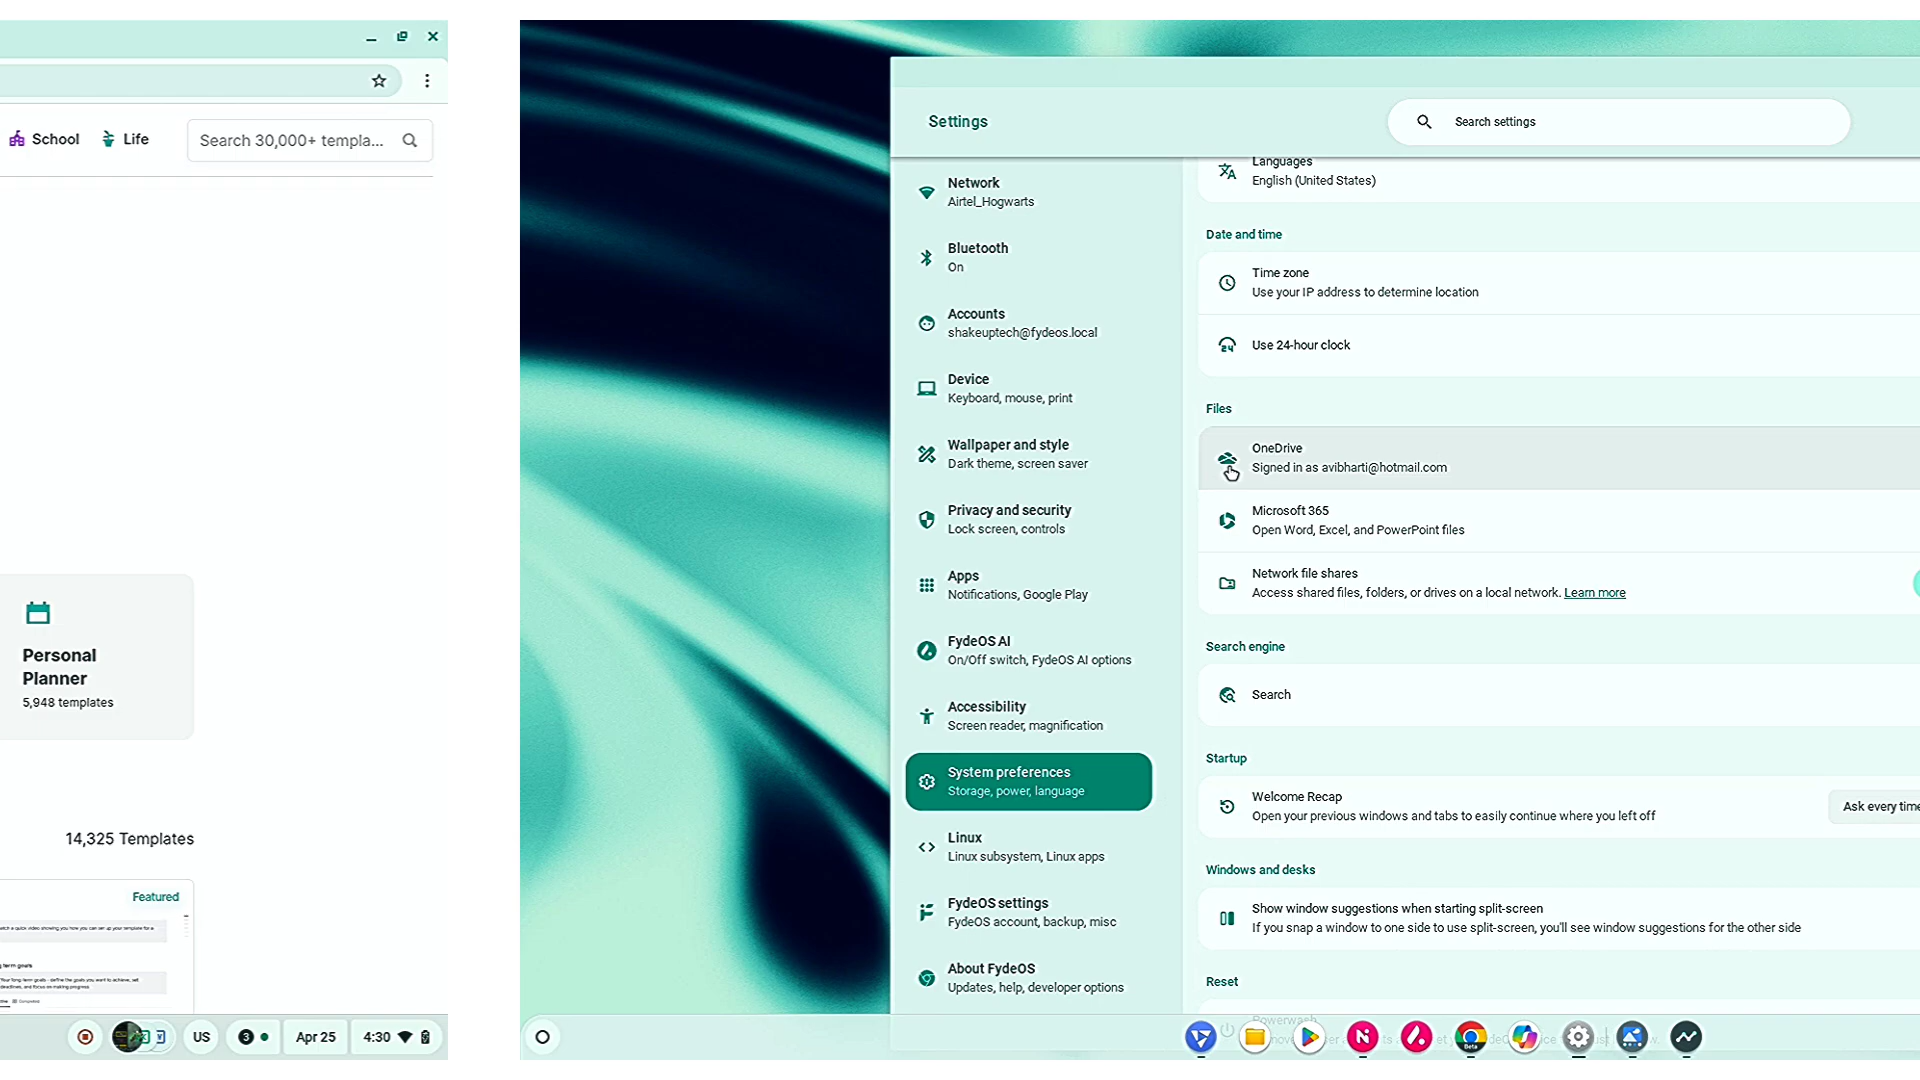 School
Life
Search 30,000+ templa...
Personal
Planner
5,948 templates
14,325 Templates
Featured
US
3
Apr 25
4:30
Settings
Search settings
Network
Airtel_Hogwarts
Bluetooth
On
Accounts
shakeuptech@fydeos.local
Device
Keyboard, mouse, print
Wallpaper and style
Dark theme, screen saver
Privacy and security
Lock screen, controls
Apps
Notifications, Google Play
FydeOS AI
On/Off switch, FydeOS AI options
Accessibility
Screen reader, magnification
System preferences
Storage, power, language
Linux
Linux subsystem, Linux apps
FydeOS settings
FydeOS account, backup, misc
About FydeOS
Updates, help, developer options
Languages
English (United States)
Date and time
Time zone
Use your IP address to determine location
Use 24-hour clock
Files
OneDrive
Signed in as avibharti@hotmail.com
Microsoft 365
Open Word, Excel, and PowerPoint files
Network file shares
Access shared files, folders, or drives on a local network. Learn more
Search engine
Search
Startup
Welcome Recap
Open your previous windows and tabs to easily continue where you left off
Ask every time
Windows and desks
Show window suggestions when starting split-screen
If you snap a window to one side to use split-screen, you'll see window suggestions for the other side
Reset
Powerwash